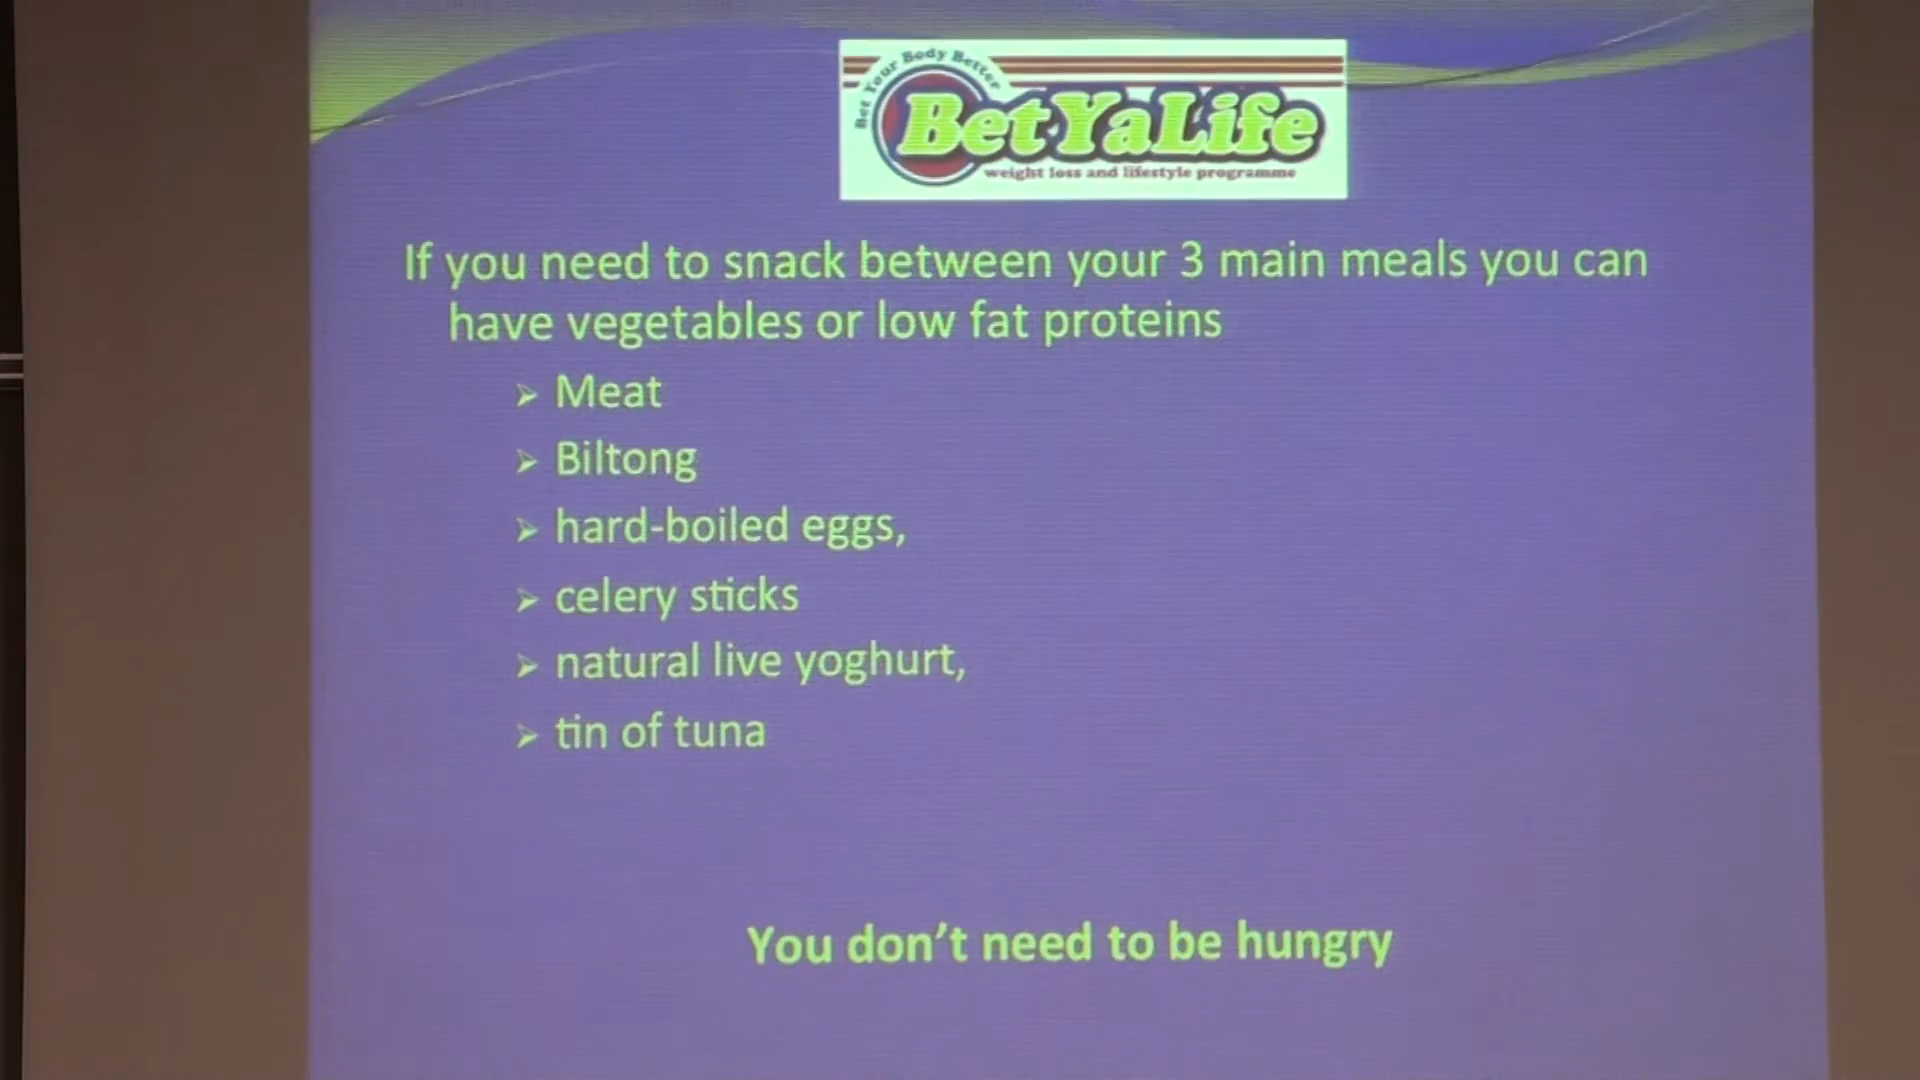 Bet Your Body Better
BetYaLife
weight loss and lifestyle programme
If you need to snack between your 3 main meals you can
have vegetables or low fat proteins
➢ Meat
➢ Biltong
➢ hard-boiled eggs,
➢ celery sticks
➢ natural live yoghurt,
➢ tin of tuna
You don't need to be hungry